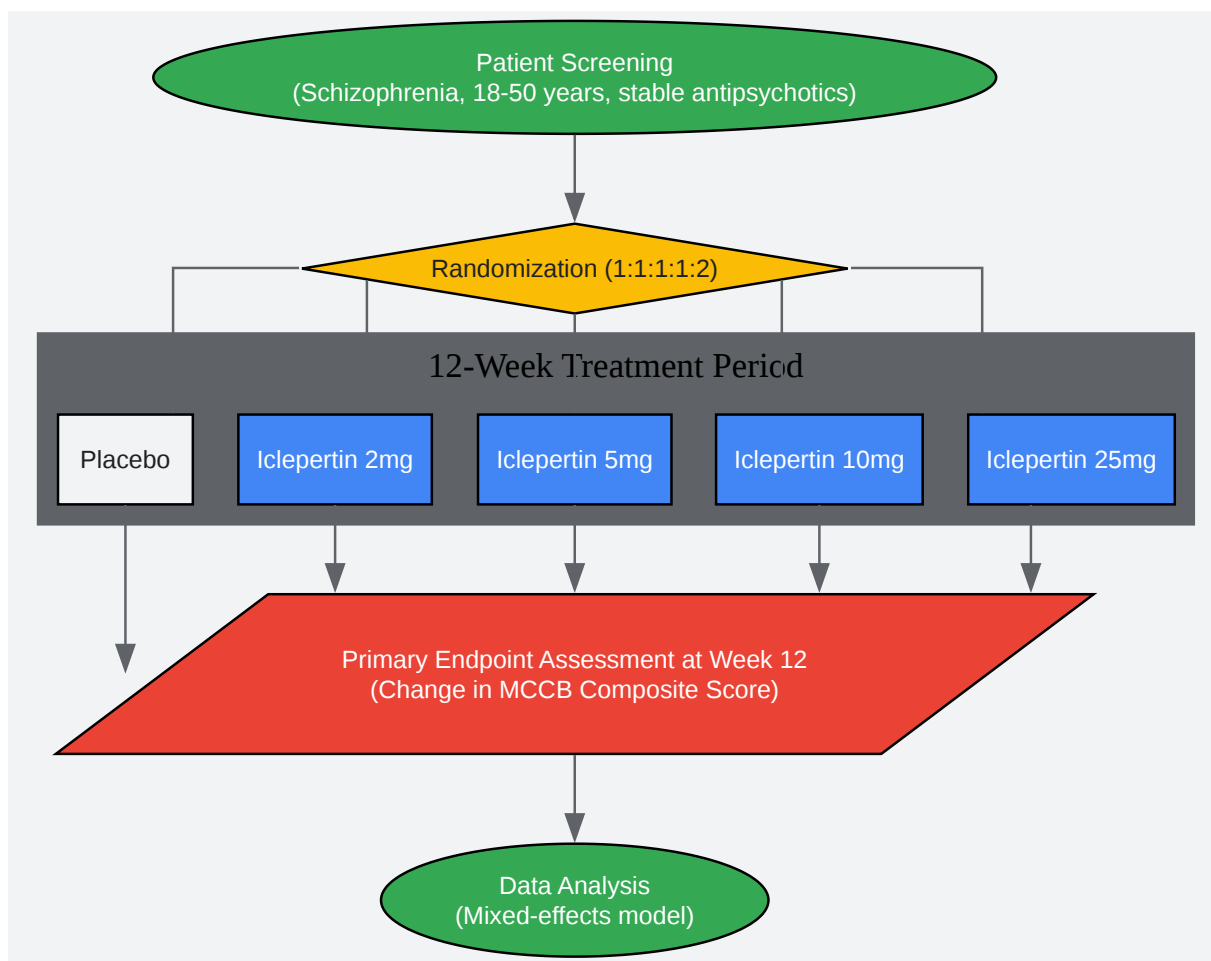 Patient Screening
(Schizophrenia, 18-50 years, stable antipsychotics)
Randomization (1:1:1:1:2)
12-Week Treatment Period
Placebo
Iclepertin 2mg
Iclepertin 5mg
Iclepertin 10mg
Iclepertin 25mg
Primary Endpoint Assessment at Week 12
(Change in MCCB Composite Score)
Data Analysis
(Mixed-effects model)